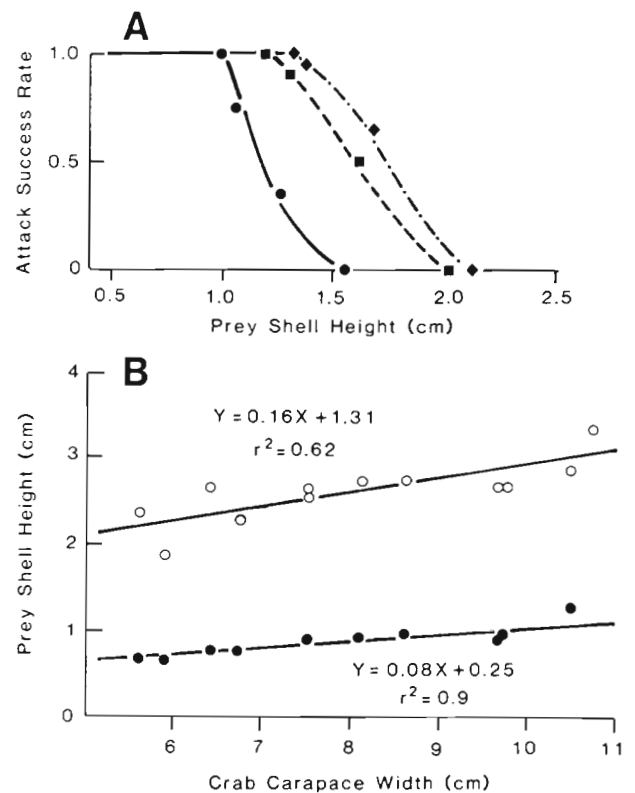 A
Attack Success Rate
1.0
0.5
0
0.5 1.0 1.5 2.0 2.5
Prey Shell Height (cm)
B
Prey Shell Height (cm)
4
3
2
1
0
Y = 0.16X + 1.31
r² = 0.62
Y = 0.08X + 0.25
r² = 0.9
6 7 8 9 10 11
Crab Carapace Width (cm)